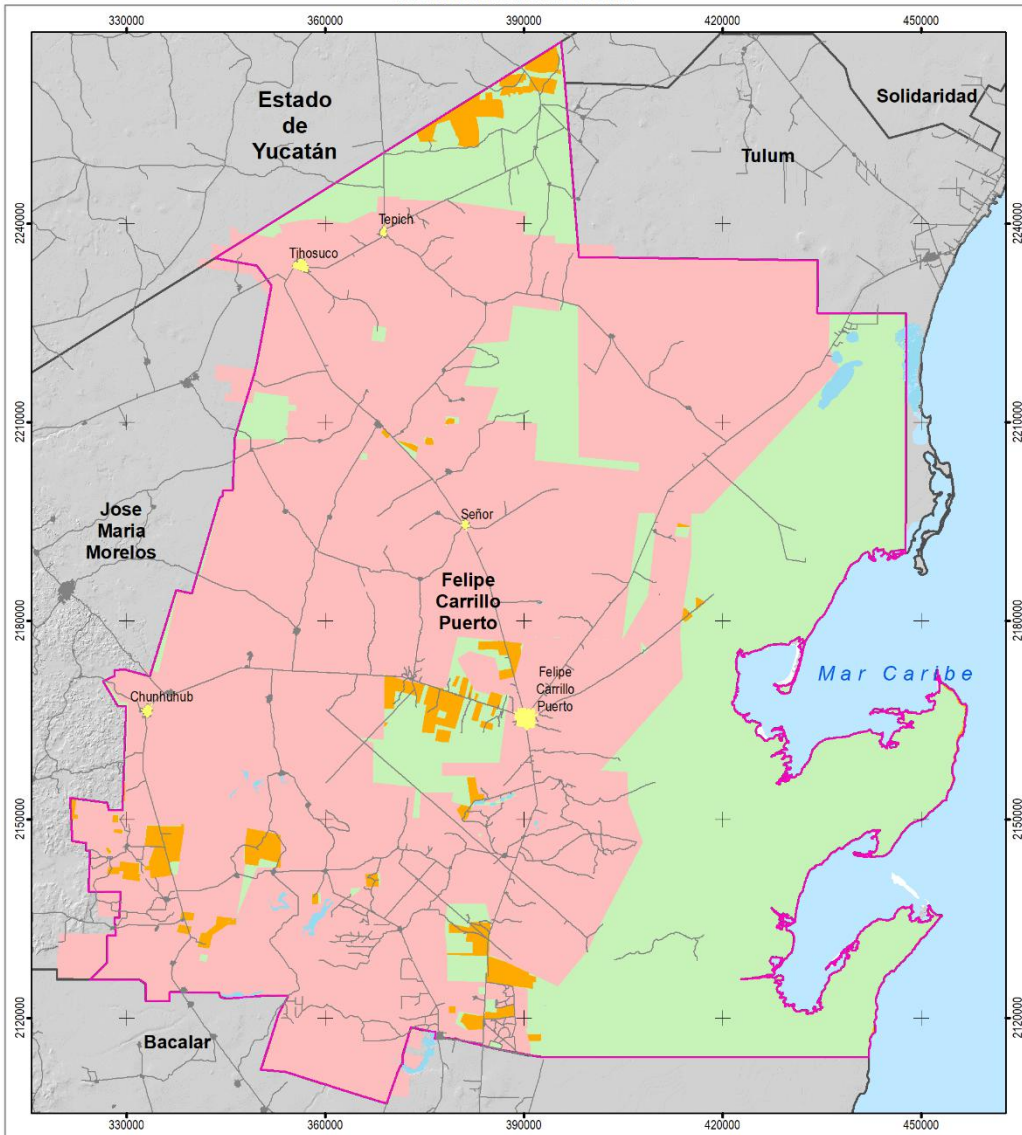 330000
360000
390000
420000
450000
Estado
de
Yucatán
Solidaridad
Tulum
2240000
2240000
Tepich
Tihosuco
2210000
2210000
Jose
Maria
Morelos
Señor
Felipe
Carrillo
Puerto
2180000
2180000
Felipe
Carrillo
Puerto
Mar Caribe
Chunhuhub
2150000
2150000
2120000
2120000
Bacalar
330000
360000
390000
420000
450000